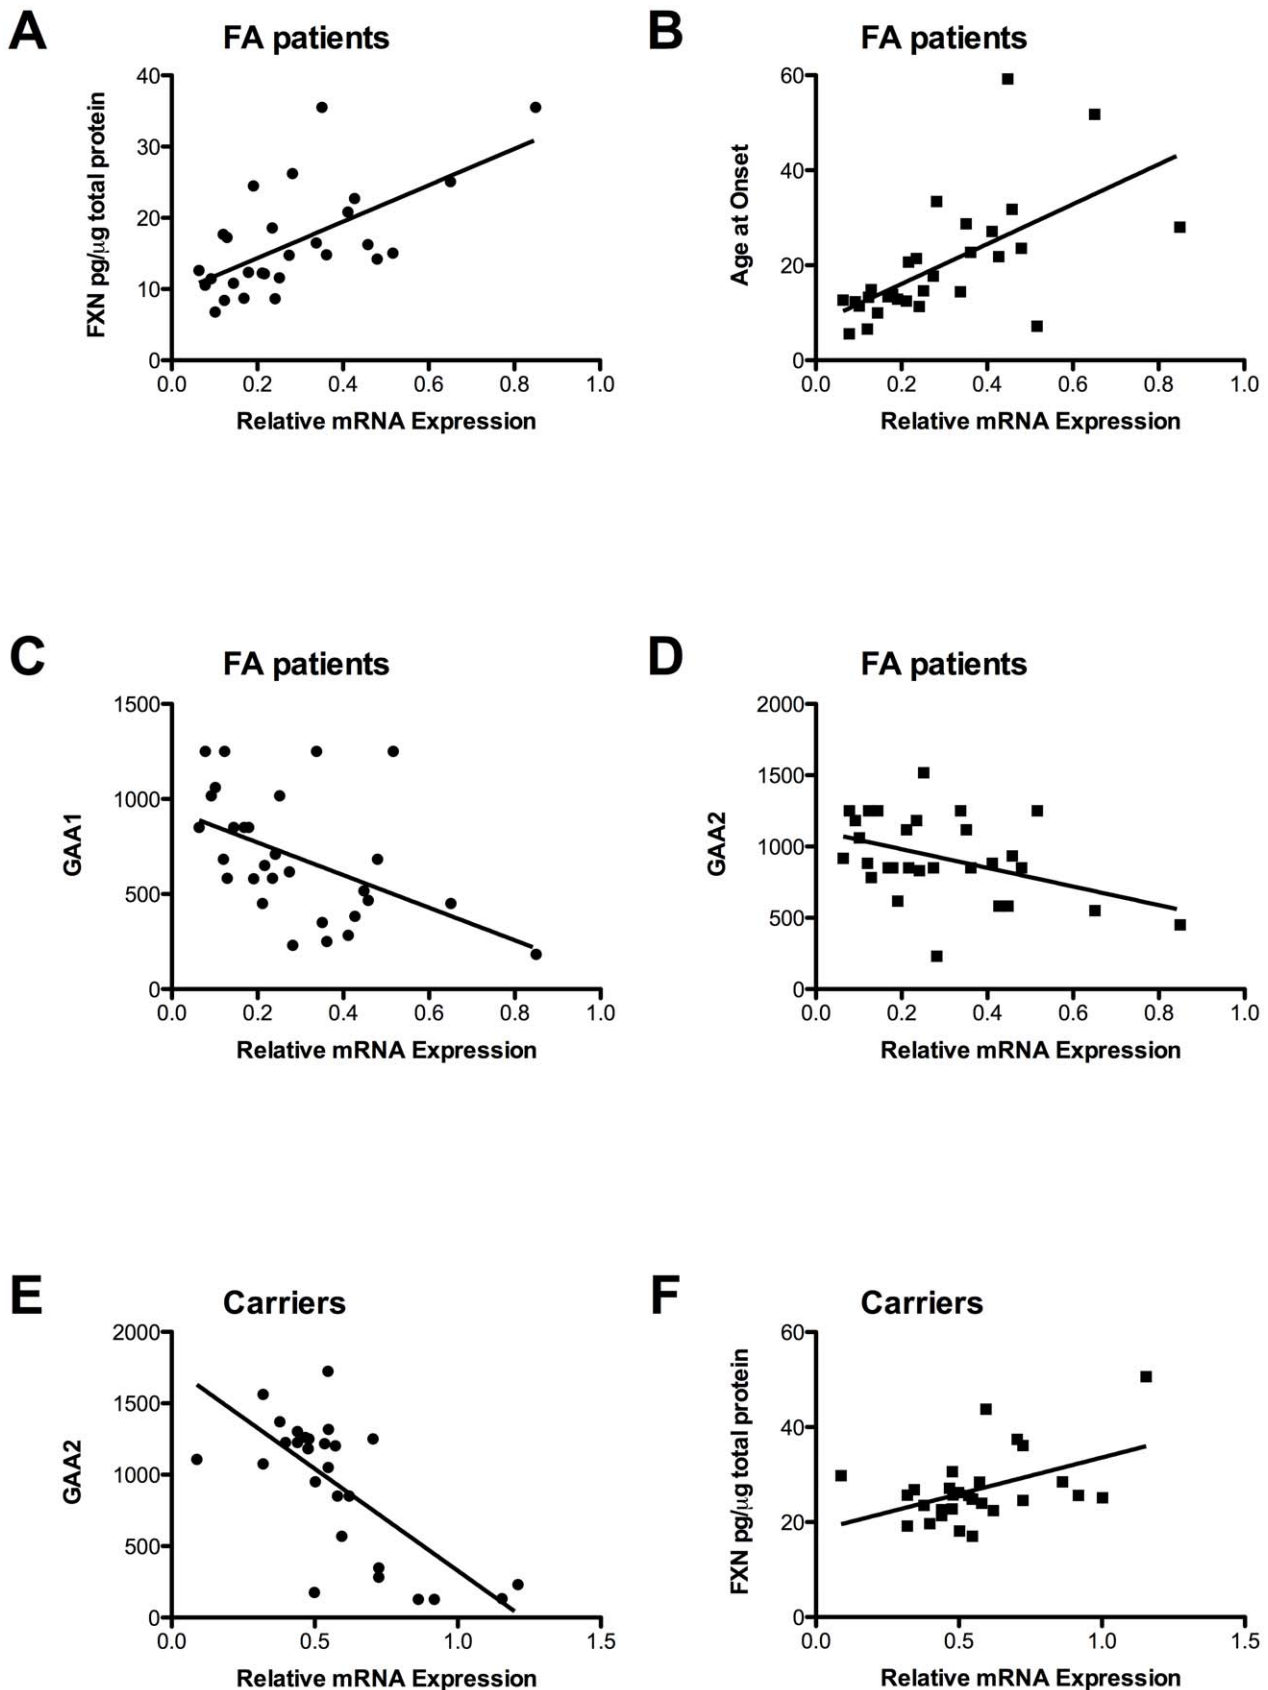 A
FA patients
FXN pg/μg total protein
40
30
20
10
0
0.0 0.2 0.4 0.6 0.8 1.0
Relative mRNA Expression
B
FA patients
Age at Onset
60
40
20
0
0.0 0.2 0.4 0.6 0.8 1.0
Relative mRNA Expression
C
FA patients
GAA1
1500
1000
500
0
0.0 0.2 0.4 0.6 0.8 1.0
Relative mRNA Expression
D
FA patients
GAA2
2000
1500
1000
500
0
0.0 0.2 0.4 0.6 0.8 1.0
Relative mRNA Expression
E
Carriers
GAA2
2000
1500
1000
500
0
0.0 0.5 1.0 1.5
Relative mRNA Expression
F
Carriers
FXN pg/μg total protein
60
40
20
0
0.0 0.5 1.0 1.5
Relative mRNA Expression